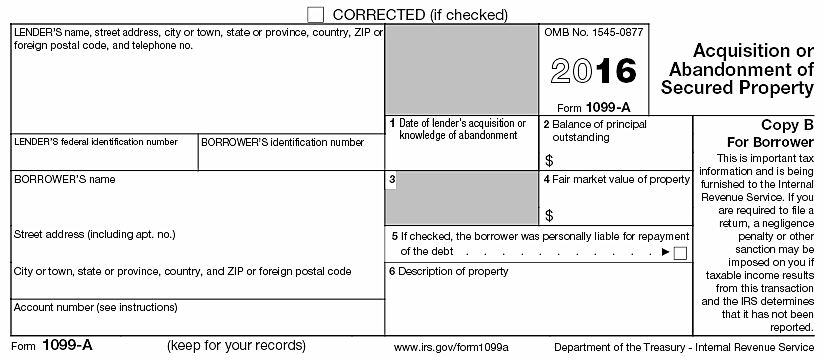 CORRECTED (if checked)
LENDER'S name, street address, city or town, state or province, country, ZIP or
foreign postal code, and telephone no.
OMB No. 1545-0877
2016
Form 1099-A
Acquisition or
Abandonment of
Secured Property
1 Date of lender's acquisition or
knowledge of abandonment
2 Balance of principal
outstanding
$
Copy B
For Borrower
This is important tax
information and is being
furnished to the Internal
Revenue Service. If you
are required to file a
return, a negligence
penalty or other
sanction may be
imposed on you if
taxable income results
from this transaction
and the IRS determines
that it has not been
reported.
LENDER'S federal identification number
BORROWER'S identification number
BORROWER'S name
3
4 Fair market value of property
$
Street address (including apt. no.)
5 If checked, the borrower was personally liable for repayment
of the debt . . . . . . . . . . . ▶
City or town, state or province, country, and ZIP or foreign postal code
6 Description of property
Account number (see instructions)
Form 1099-A
(keep for your records)
www.irs.gov/form1099a
Department of the Treasury - Internal Revenue Service